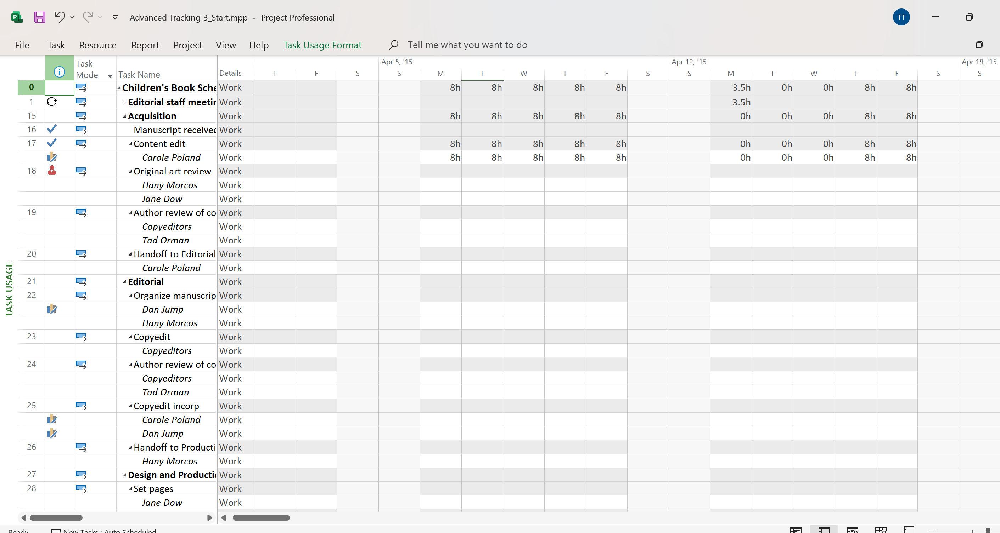 Advanced Tracking B_Start.mpp - Project Professional
TT
File Task Resource Report Project View Help Task Usage Format Tell me what you want to do
Task Mode Task Name Details
Apr 5, '15 Apr 12, '15 Apr 19, '15
T F S S M T W T F S S M T W T F S S
0 Children's Book Work 8h 8h 8h 8h 8h 3.5h 0h 0h 8h 8h
1 Editorial staff Work 3.5h
15 Acquisition Work 8h 8h 8h 8h 8h 0h 0h 0h 8h 8h
16 Manuscript received Work
17 Content edit Work 8h 8h 8h 8h 8h 0h 0h 0h 8h 8h
Carole Poland Work 8h 8h 8h 8h 8h 0h 0h 0h 8h 8h
18 Original art review Work
Hany Morcos Work
Jane Dow Work
19 Author review of co Work
Copyeditors Work
Tad Orman Work
20 Handoff to Editorial Work
Carole Poland Work
21 Editorial Work
22 Organize manuscrip Work
Dan Jump Work
Hany Morcos Work
23 Copyedit Work
Copyeditors Work
24 Author review of co Work
Copyeditors Work
Tad Orman Work
25 Copyedit incorp Work
Carole Poland Work
Dan Jump Work
26 Handoff to Producti Work
Hany Morcos Work
27 Design and Producti Work
28 Set pages Work
Jane Dow Work
TASK USAGE
Ready New Tasks : Auto Scheduled